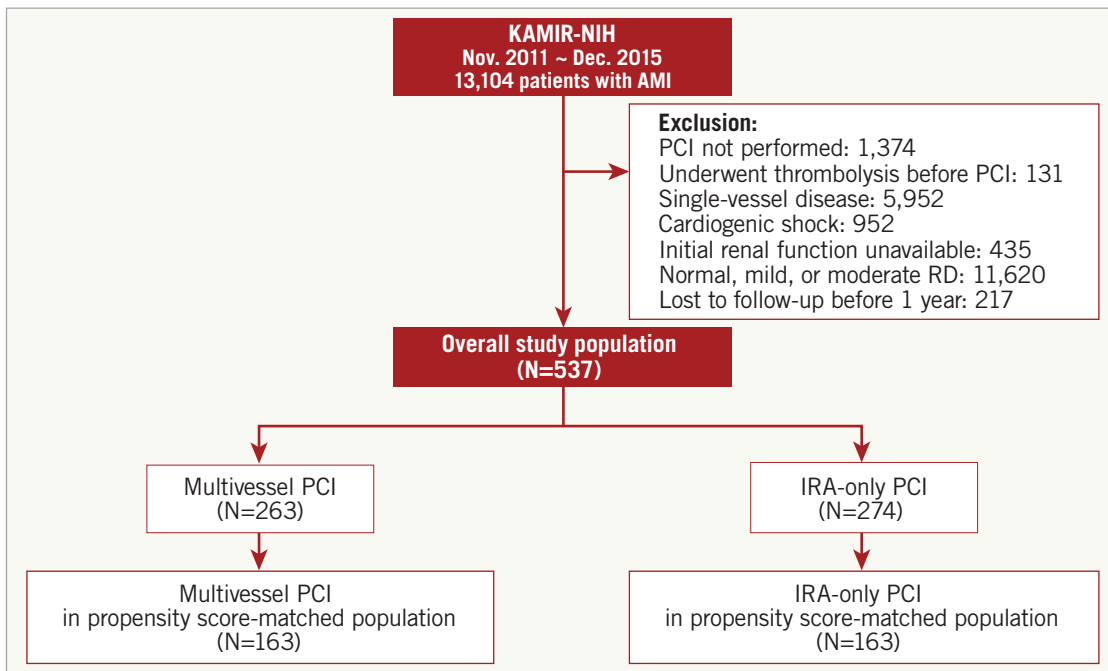 KAMIR-NIH
Nov. 2011 ~ Dec. 2015
13,104 patients with AMI
Exclusion:
PCI not performed: 1,374
Underwent thrombolysis before PCI: 131
Single-vessel disease: 5,952
Cardiogenic shock: 952
Initial renal function unavailable: 435
Normal, mild, or moderate RD: 11,620
Lost to follow-up before 1 year: 217
Overall study population
(N=537)
Multivessel PCI
(N=263)
IRA-only PCI
(N=274)
Multivessel PCI
in propensity score-matched population
(N=163)
IRA-only PCI
in propensity score-matched population
(N=163)